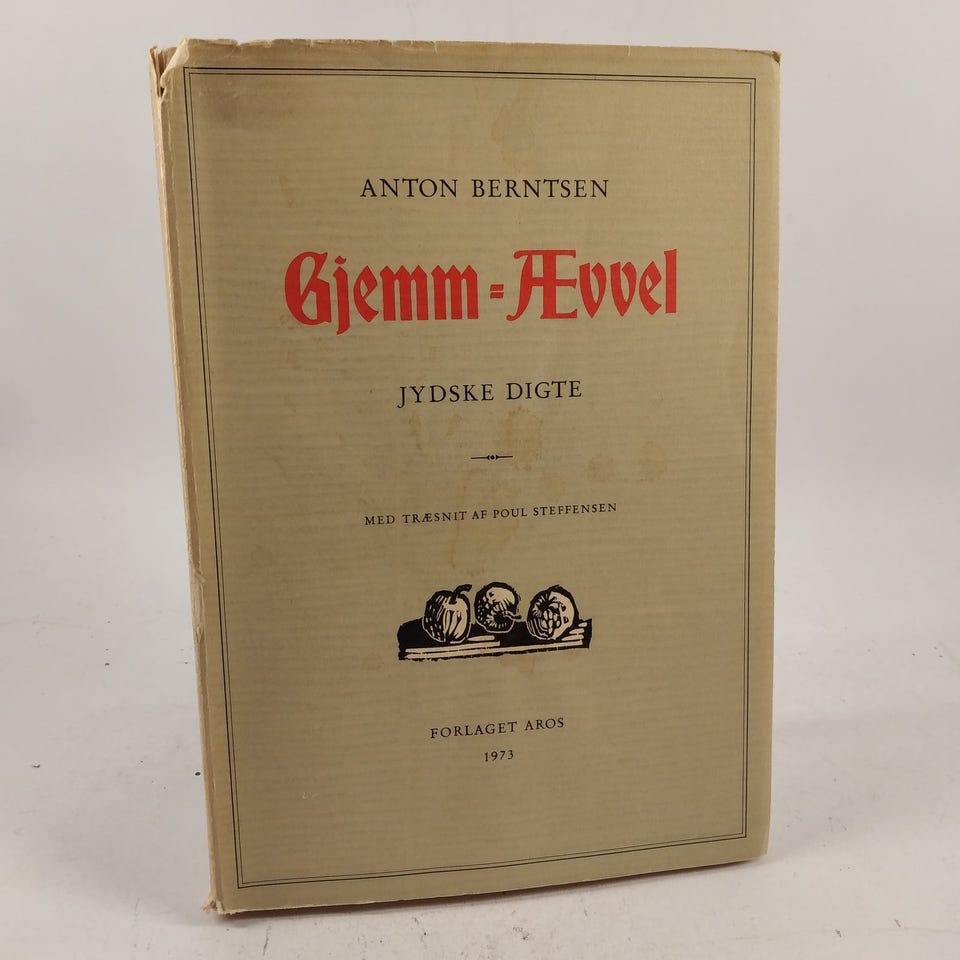 ANTON BERNTSEN
Gjemm=Ævvel
JYDSKE DIGTE
MED TRÆSNIT AF POUL STEFFENSEN
FORLAGET AROS
1973